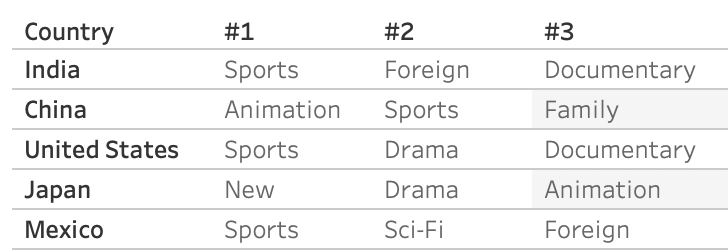 Country #1 #2 #3
India Sports Foreign Documentary
China Animation Sports Family
United States Sports Drama Documentary
Japan New Drama Animation
Mexico Sports Sci-Fi Foreign